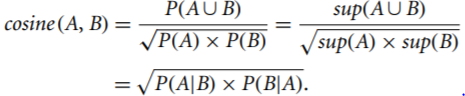 cosine(A, B) = P(A∪B) / √(P(A) × P(B)) = sup(A∪B) / √(sup(A) × sup(B))
= √(P(A|B) × P(B|A)).